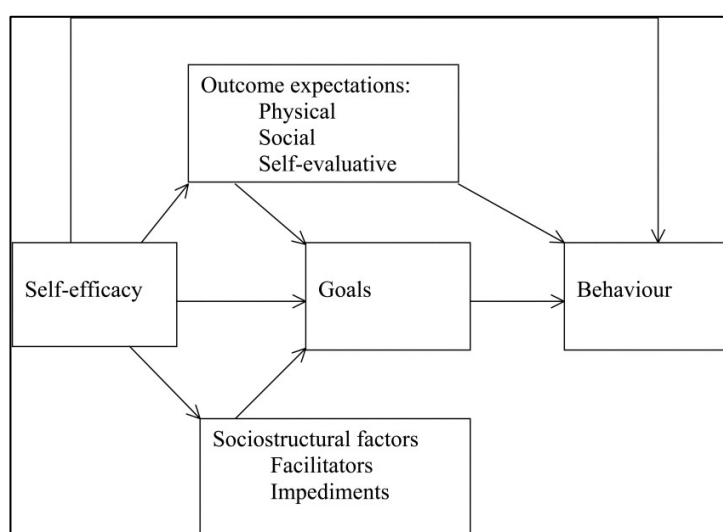 Outcome expectations:
Physical
Social
Self-evaluative
Self-efficacy
Goals
Behaviour
Sociostructural factors
Facilitators
Impediments